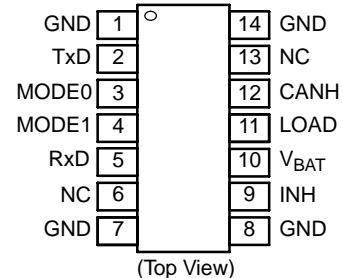 GND 1 14 GND
TxD 2 13 NC
MODE0 3 12 CANH
MODE1 4 11 LOAD
RxD 5 10 VBAT
NC 6 9 INH
GND 7 8 GND
(Top View)